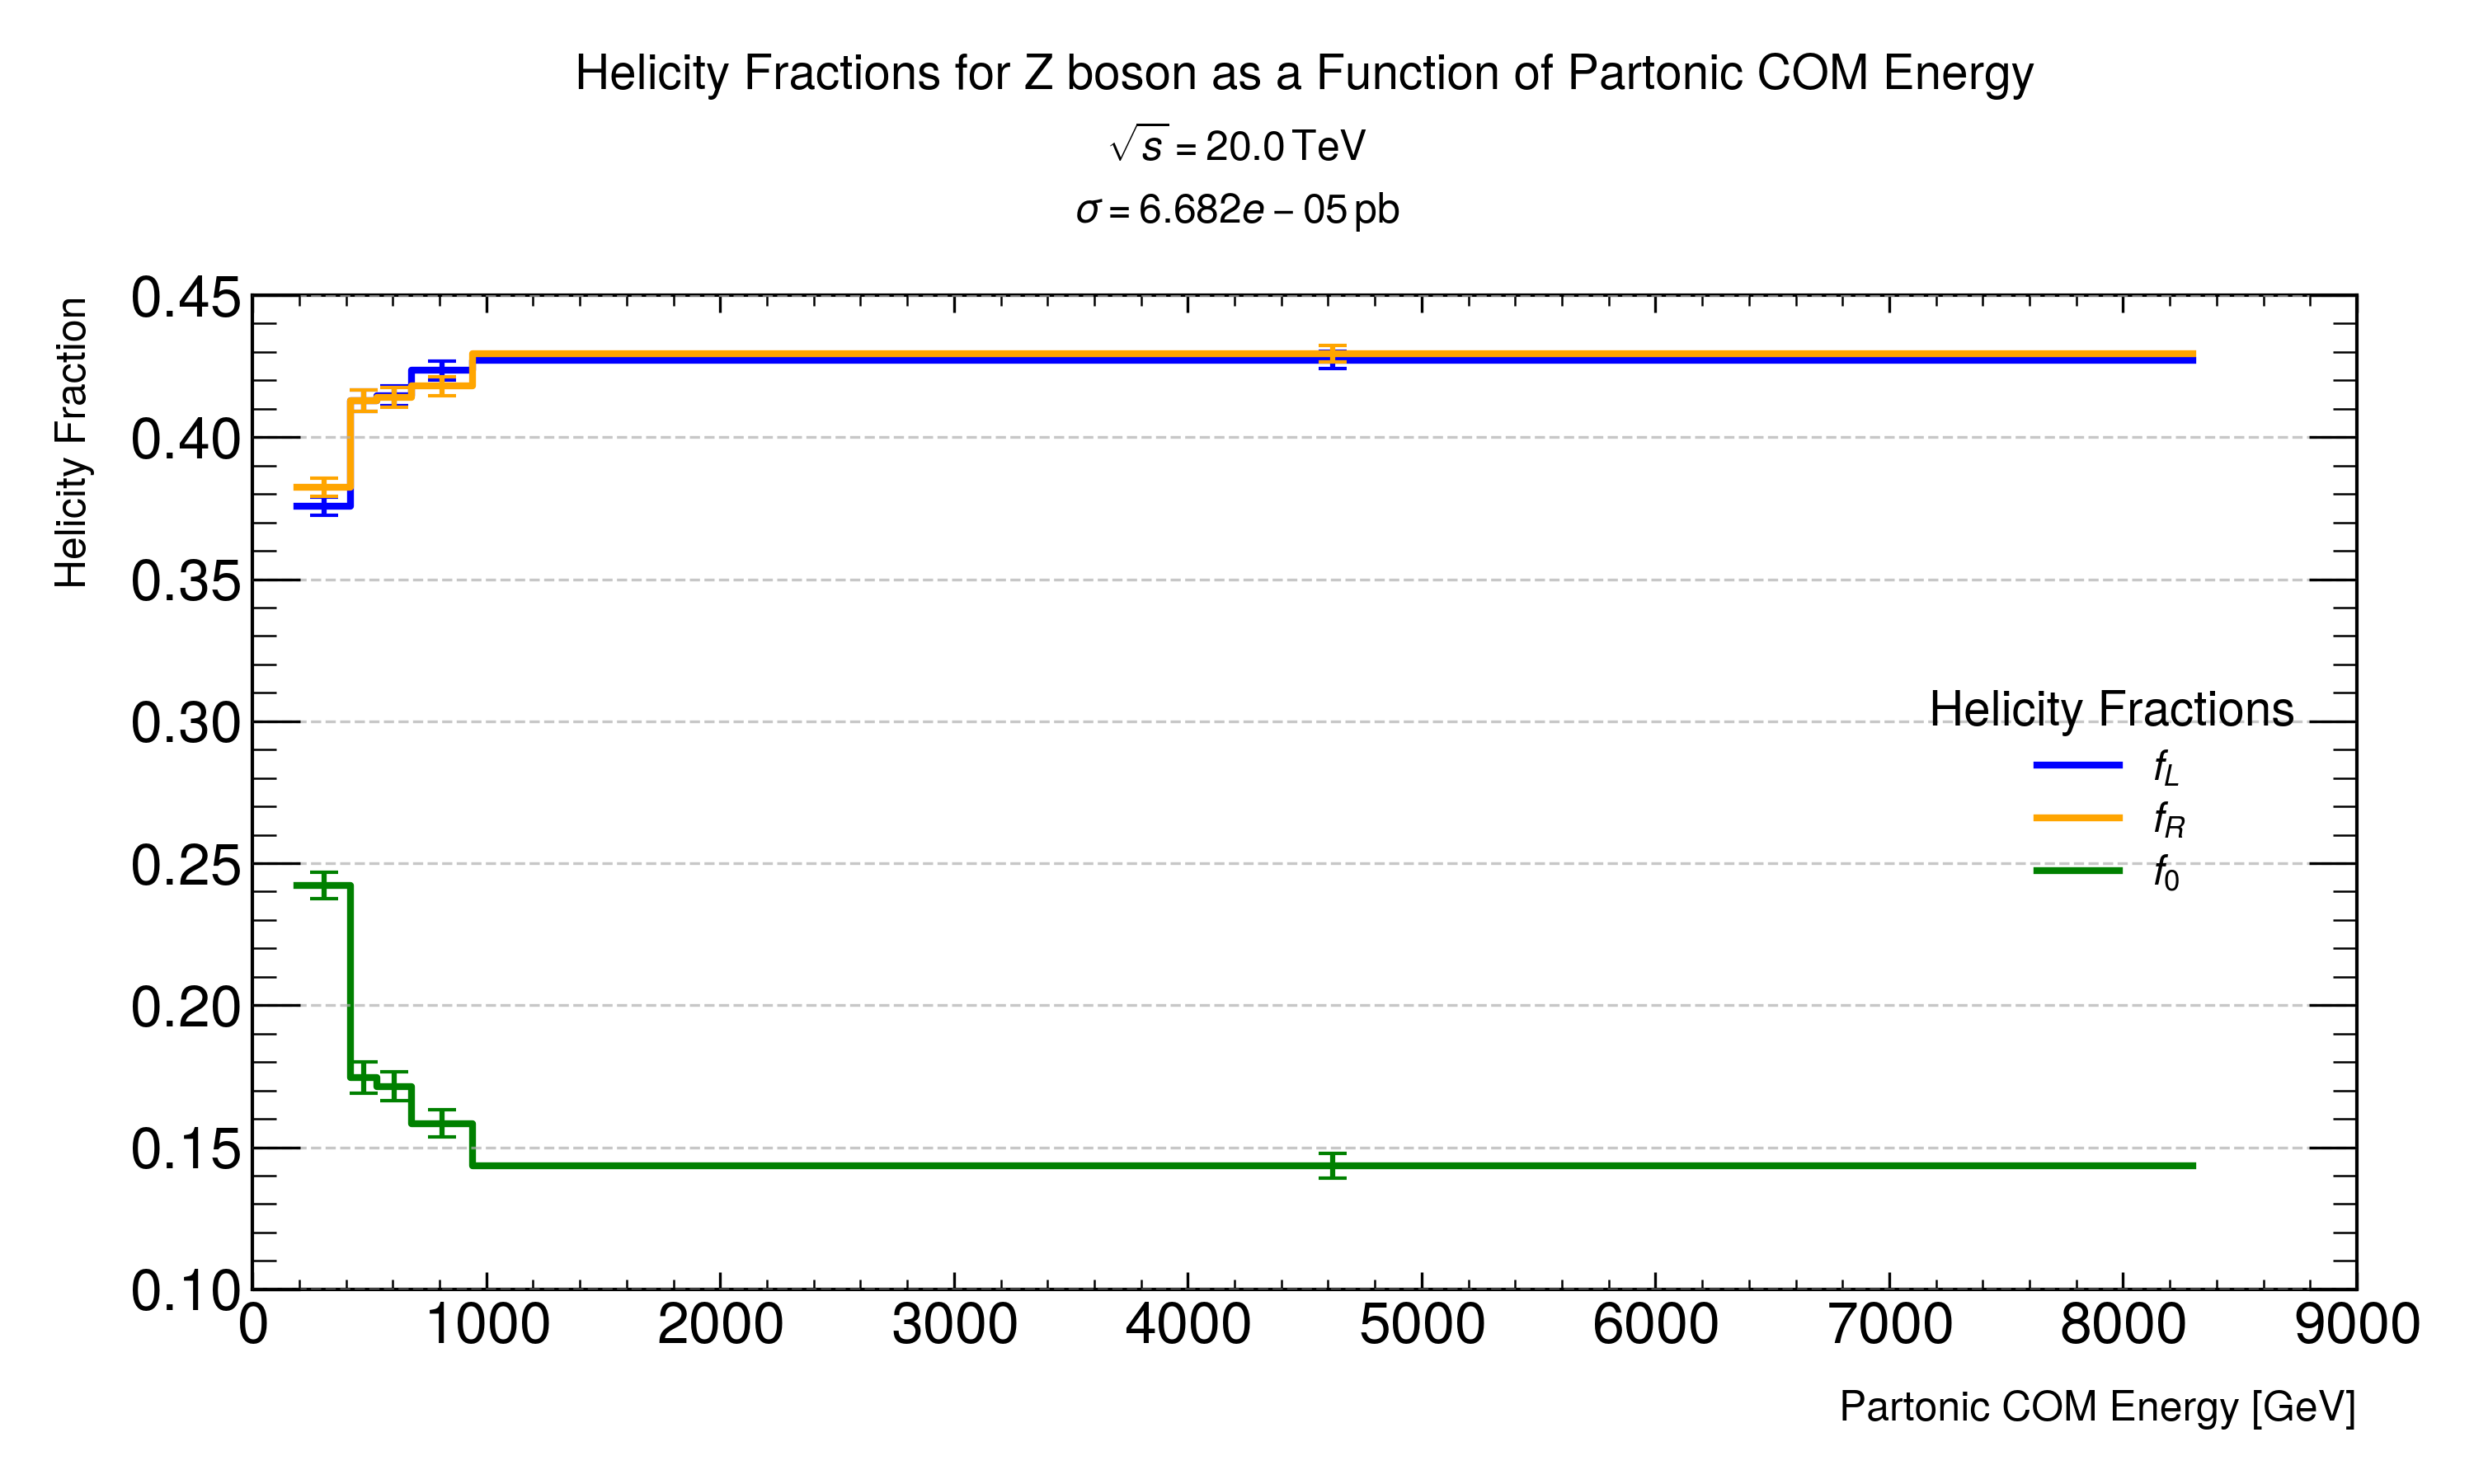 Helicity Fractions for Z boson as a Function of Partonic COM Energy
√s = 20.0 TeV
σ = 6.682e − 05 pb
Helicity Fraction
0.45
0.40
0.35
0.30
0.25
0.20
0.15
0.10
Helicity Fractions
f_L
f_R
f_0
0 1000 2000 3000 4000 5000 6000 7000 8000 9000
Partonic COM Energy [GeV]